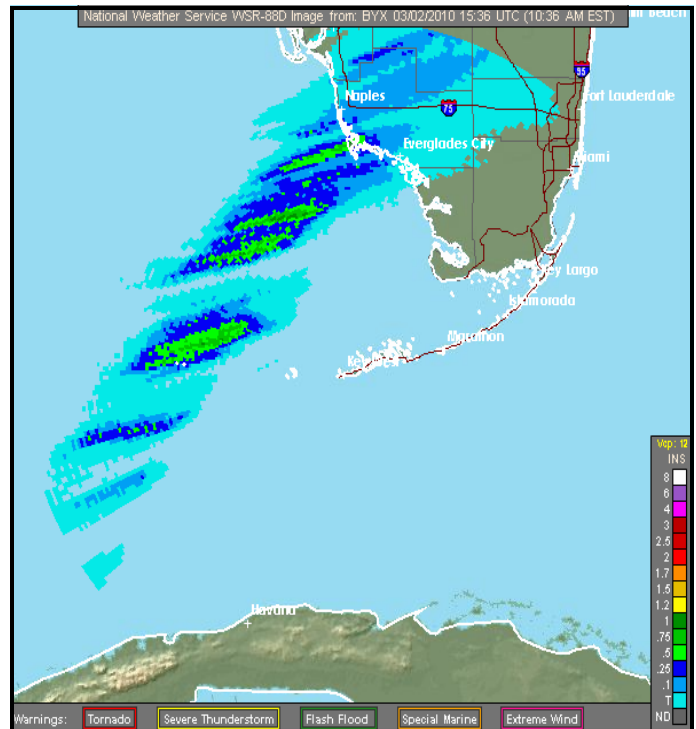 National Weather Service WSR-88D Image from: BYX 03/02/2010 15:36 UTC (10:36 AM EST)
Beach
95
Naples
75
Fort Lauderdale
Everglades City
Miami
Key Largo
Islamorada
Marathon
Key
Havana
Vcp: 12
INS
8
6
4
3
2.5
2
1.7
1.5
1.2
1
.75
.5
.25
.1
T
ND
Warnings: Tornado Severe Thunderstorm Flash Flood Special Marine Extreme Wind